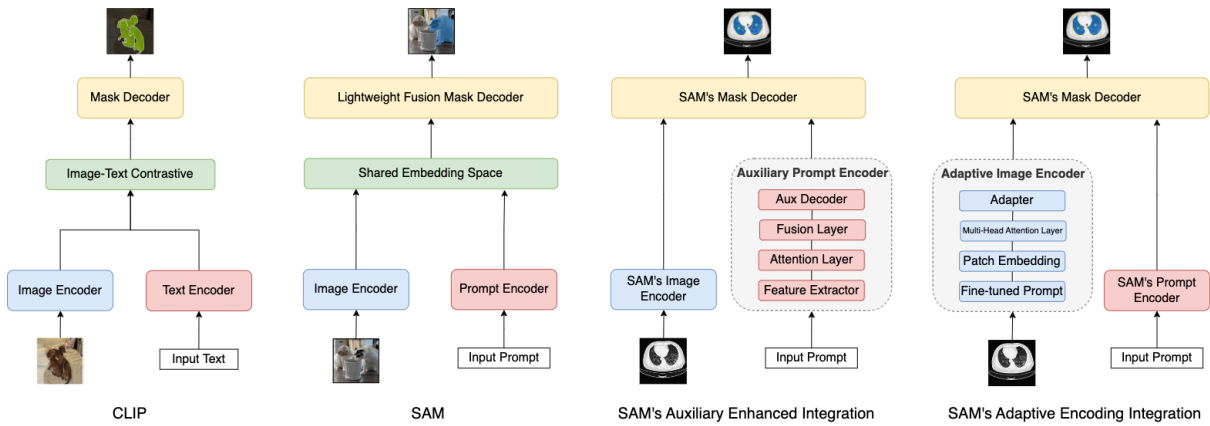 Mask Decoder
Image-Text Contrastive
Image Encoder
Text Encoder
Input Text
CLIP
Lightweight Fusion Mask Decoder
Shared Embedding Space
Image Encoder
Prompt Encoder
Input Prompt
SAM
SAM's Mask Decoder
Auxiliary Prompt Encoder
Aux Decoder
Fusion Layer
Attention Layer
Feature Extractor
SAM's Image
Encoder
Input Prompt
SAM's Auxiliary Enhanced Integration
SAM's Mask Decoder
Adaptive Image Encoder
Adapter
Multi-Head Attention Layer
Patch Embedding
Fine-tuned Prompt
SAM's Prompt
Encoder
Input Prompt
SAM's Adaptive Encoding Integration